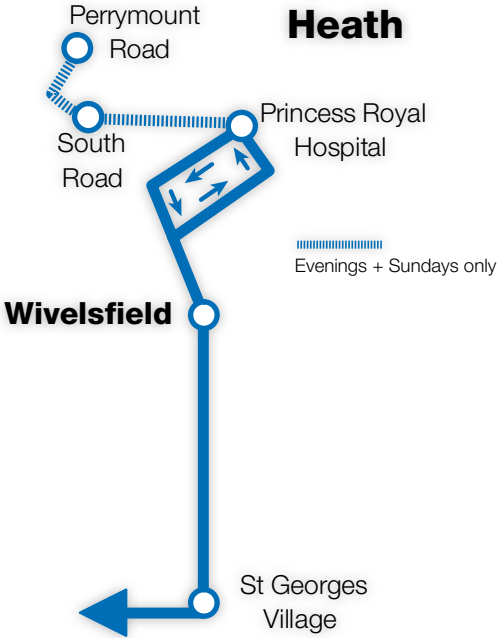 Perrymount
Road
Heath
South
Road
Princess Royal
Hospital
Evenings + Sundays only
Wivelsfield
St Georges
Village